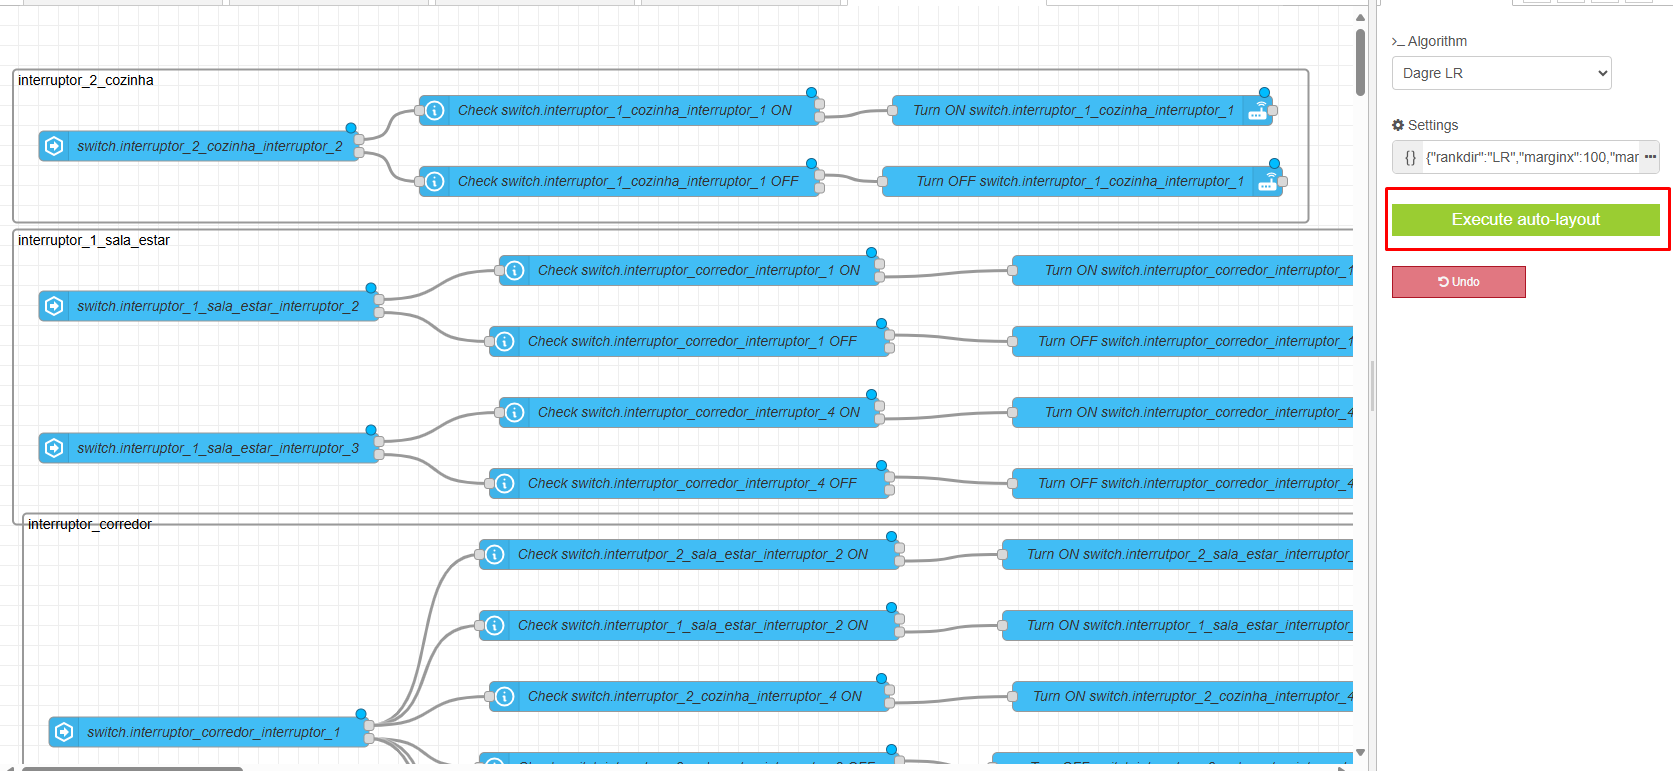 interruptor_2_cozinha
Check switch.interruptor_1_cozinha_interruptor_1 ON
Turn ON switch.interruptor_1_cozinha_interruptor_1
switch.interruptor_2_cozinha_interruptor_2
Check switch.interruptor_1_cozinha_interruptor_1 OFF
Turn OFF switch.interruptor_1_cozinha_interruptor_1
interruptor_1_sala_estar
Check switch.interruptor_corredor_interruptor_1 ON
Turn ON switch.interruptor_corredor_interruptor_1
switch.interruptor_1_sala_estar_interruptor_2
Check switch.interruptor_corredor_interruptor_1 OFF
Turn OFF switch.interruptor_corredor_interruptor_1
Check switch.interruptor_corredor_interruptor_4 ON
Turn ON switch.interruptor_corredor_interruptor_4
switch.interruptor_1_sala_estar_interruptor_3
Check switch.interruptor_corredor_interruptor_4 OFF
Turn OFF switch.interruptor_corredor_interruptor_4
interruptor_corredor
Check switch.interrutpor_2_sala_estar_interruptor_2 ON
Turn ON switch.interrutpor_2_sala_estar_interruptor_
Check switch.interruptor_1_sala_estar_interruptor_2 ON
Turn ON switch.interruptor_1_sala_estar_interruptor_
Check switch.interruptor_2_cozinha_interruptor_4 ON
Turn ON switch.interruptor_2_cozinha_interruptor_4
switch.interruptor_corredor_interruptor_1
>_ Algorithm
Dagre LR
Settings
{} {"rankdir":"LR","marginx":100,"mar ...
Execute auto-layout
Undo